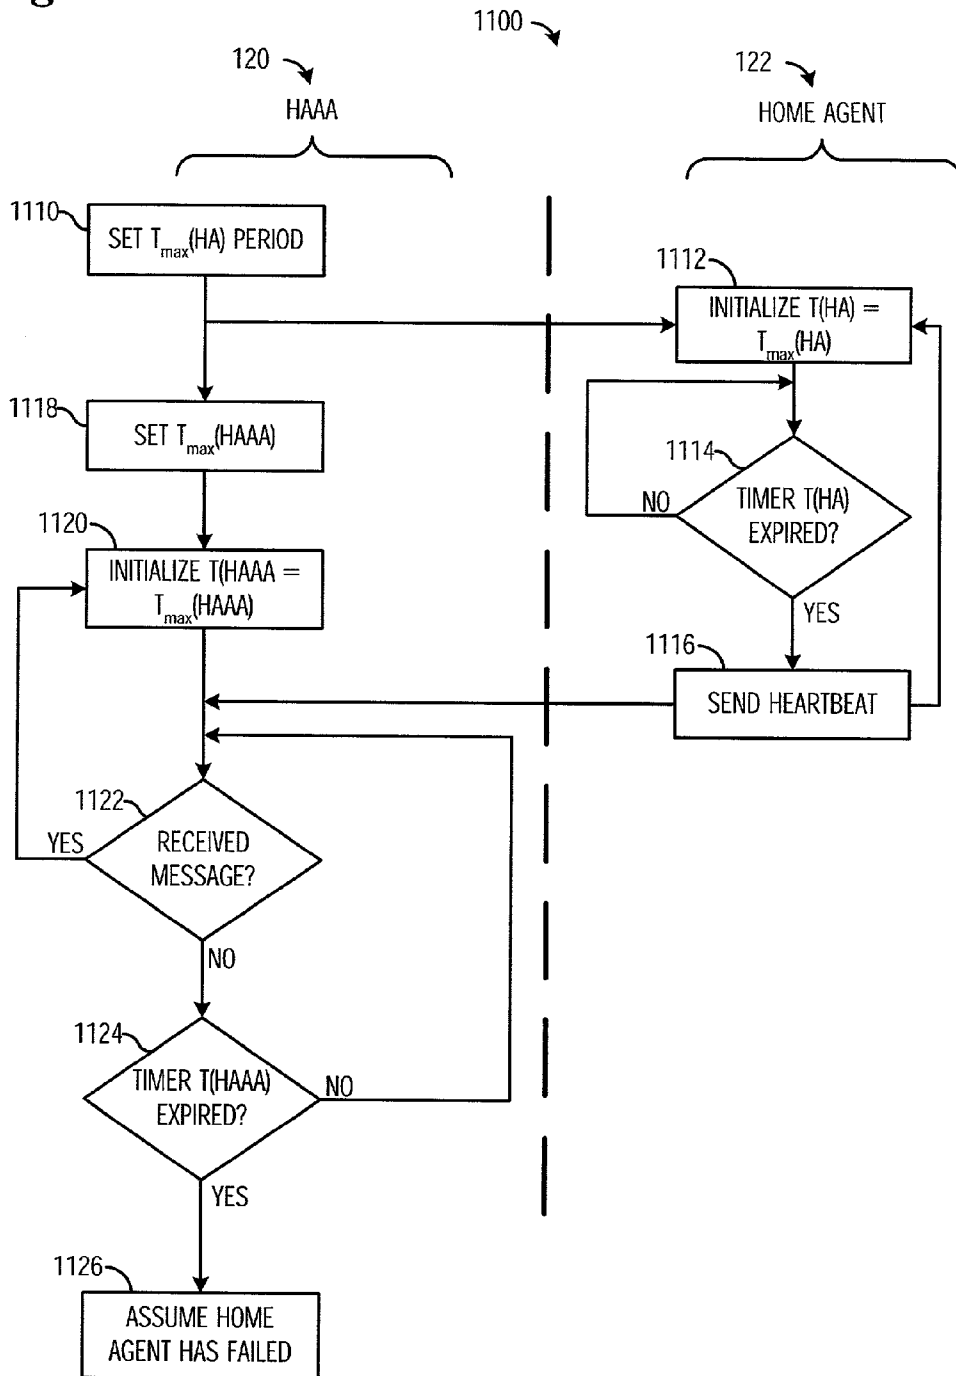 1100
120
HAAA
122
HOME AGENT
1110
SET Tmax(HA) PERIOD
1112
INITIALIZE T(HA) =
Tmax(HA)
1118
SET Tmax(HAAA)
1114
TIMER T(HA)
EXPIRED?
NO
YES
1120
INITIALIZE T(HAAA =
Tmax(HAAA)
1116
SEND HEARTBEAT
1122
RECEIVED
MESSAGE?
YES
NO
1124
TIMER T(HAAA)
EXPIRED?
NO
YES
1126
ASSUME HOME
AGENT HAS FAILED